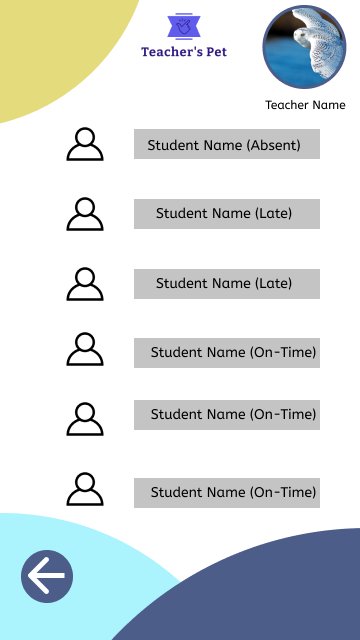 Teacher's Pet
Teacher Name
Student Name (Absent)
Student Name (Late)
Student Name (Late)
Student Name (On-Time)
Student Name (On-Time)
Student Name (On-Time)